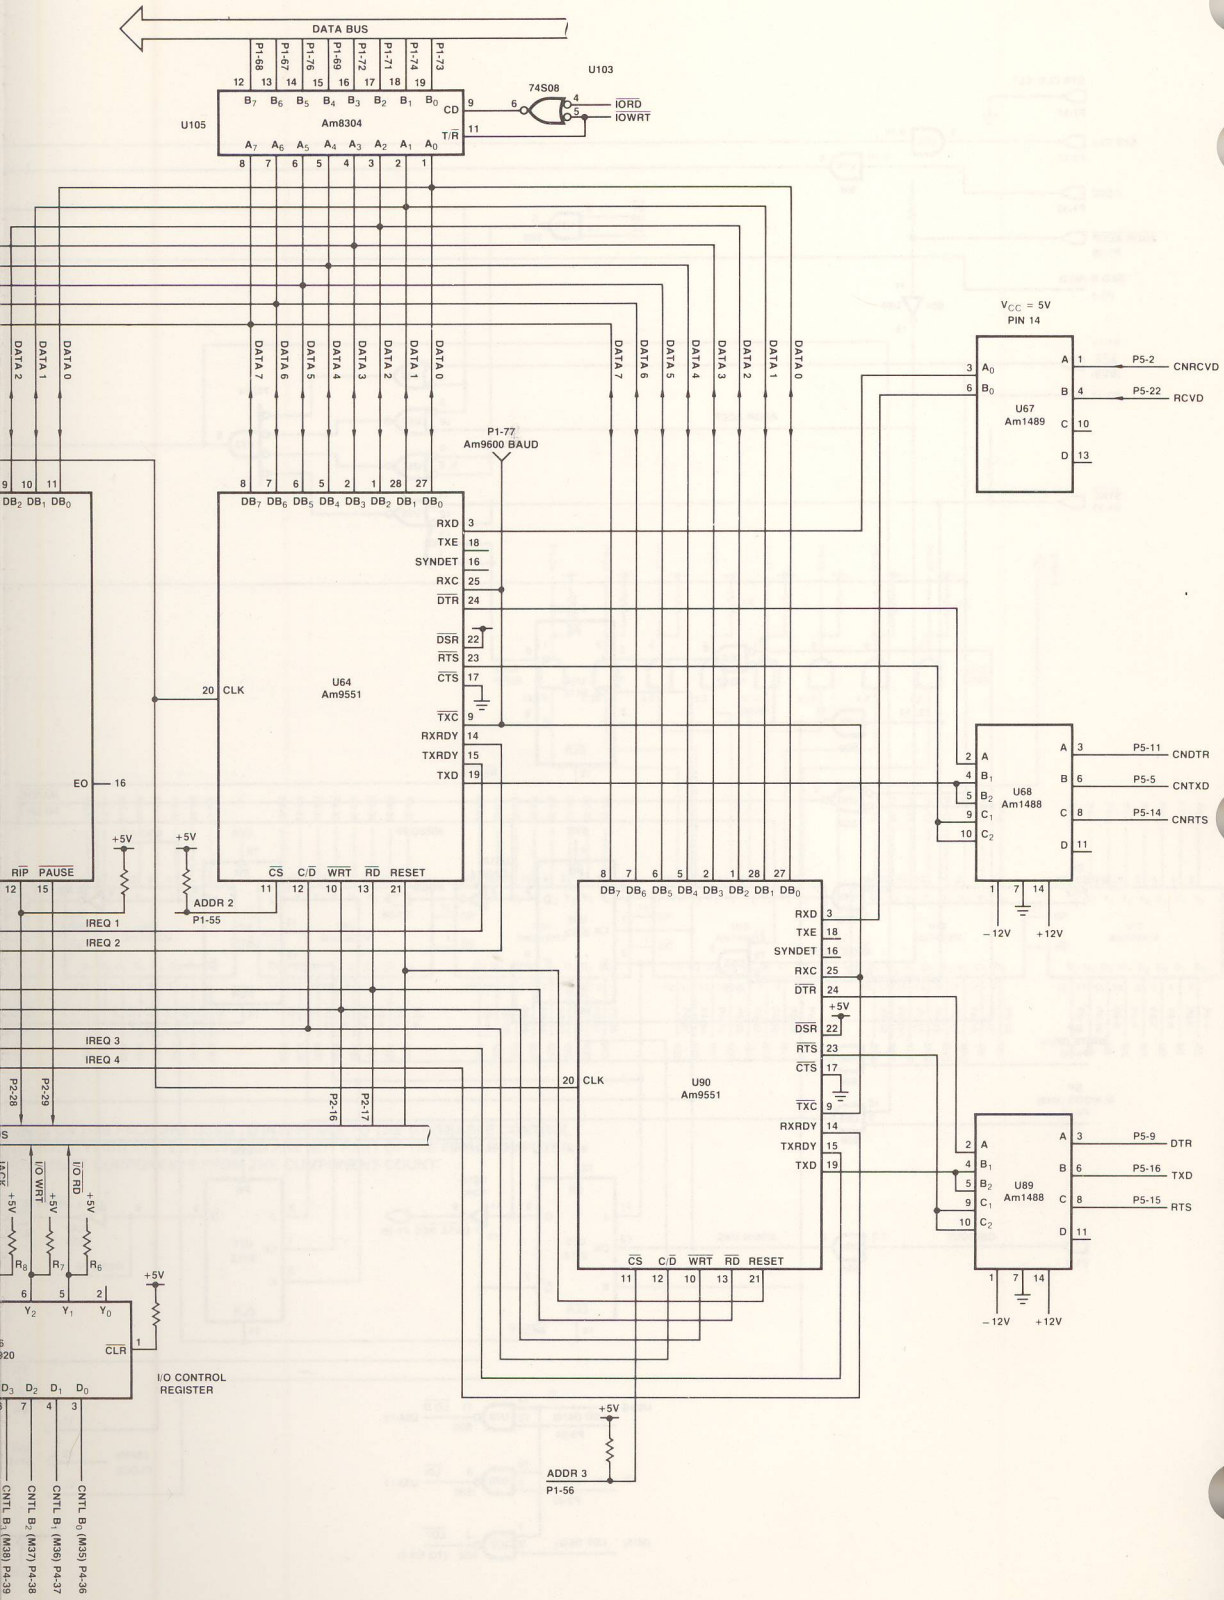 DATA BUS
P1-68 P1-67 P1-76 P1-69 P1-72 P1-71 P1-74 P1-73
12 13 14 15 16 17 18 19
B7 B6 B5 B4 B3 B2 B1 B0
U105
Am8304
CD 9
T/R 11
A7 A6 A5 A4 A3 A2 A1 A0
8 7 6 5 4 3 2 1
U103
74S08
6
4 IORD
5 IOWRT
DATA 2 DATA 1 DATA 0
DATA 7 DATA 6 DATA 5 DATA 4 DATA 3 DATA 2 DATA 1 DATA 0
DATA 7 DATA 6 DATA 5 DATA 4 DATA 3 DATA 2 DATA 1 DATA 0
VCC = 5V
PIN 14
3 A0
6 B0
U67
Am1489
A 1 P5-2 CNRCVD
B 4 P5-22 RCVD
C 10
D 13
P1-77
Am9600 BAUD
9 10 11
DB2 DB1 DB0
8 7 6 5 2 1 28 27
DB7 DB6 DB5 DB4 DB3 DB2 DB1 DB0
RXD 3
TXE 18
SYNDET 16
RXC 25
DTR 24
DSR 22
RTS 23
CTS 17
TXC 9
RXRDY 14
TXRDY 15
TXD 19
20 CLK
U64
Am9551
EO 16
+5V +5V
RIP PAUSE
12 15
CS C/D WRT RD RESET
11 12 10 13 21
ADDR 2
P1-55
IREQ 1
IREQ 2
IREQ 3
IREQ 4
2 A
4 B1
5 B2
9 C1
10 C2
U68
Am1488
A 3 P5-11 CNDTR
B 6 P5-5 CNTXD
C 8 P5-14 CNRTS
D 11
1 7 14
−12V +12V
8 7 6 5 2 1 28 27
DB7 DB6 DB5 DB4 DB3 DB2 DB1 DB0
RXD 3
TXE 18
SYNDET 16
RXC 25
DTR 24
+5V
DSR 22
RTS 23
CTS 17
TXC 9
RXRDY 14
TXRDY 15
TXD 19
20 CLK
U90
Am9551
CS C/D WRT RD RESET
11 12 10 13 21
P2-28 P2-29 P2-16 P2-17
S
2 A
4 B1
5 B2
9 C1
10 C2
U89
Am1488
A 3 P5-9 DTR
B 6 P5-16 TXD
C 8 P5-15 RTS
D 11
1 7 14
−12V +12V
+5V I/O WRT +5V I/O RD +5V
R8 R7 R6
6 5 2
Y2 Y1 Y0
+5V
CLR 1
920
D3 D2 D1 D0
7 4 3
I/O CONTROL
REGISTER
+5V
ADDR 3
P1-56
CNTL B3 (M38) P4-39
CNTL B2 (M37) P4-38
CNTL B1 (M36) P4-37
CNTL B0 (M35) P4-36